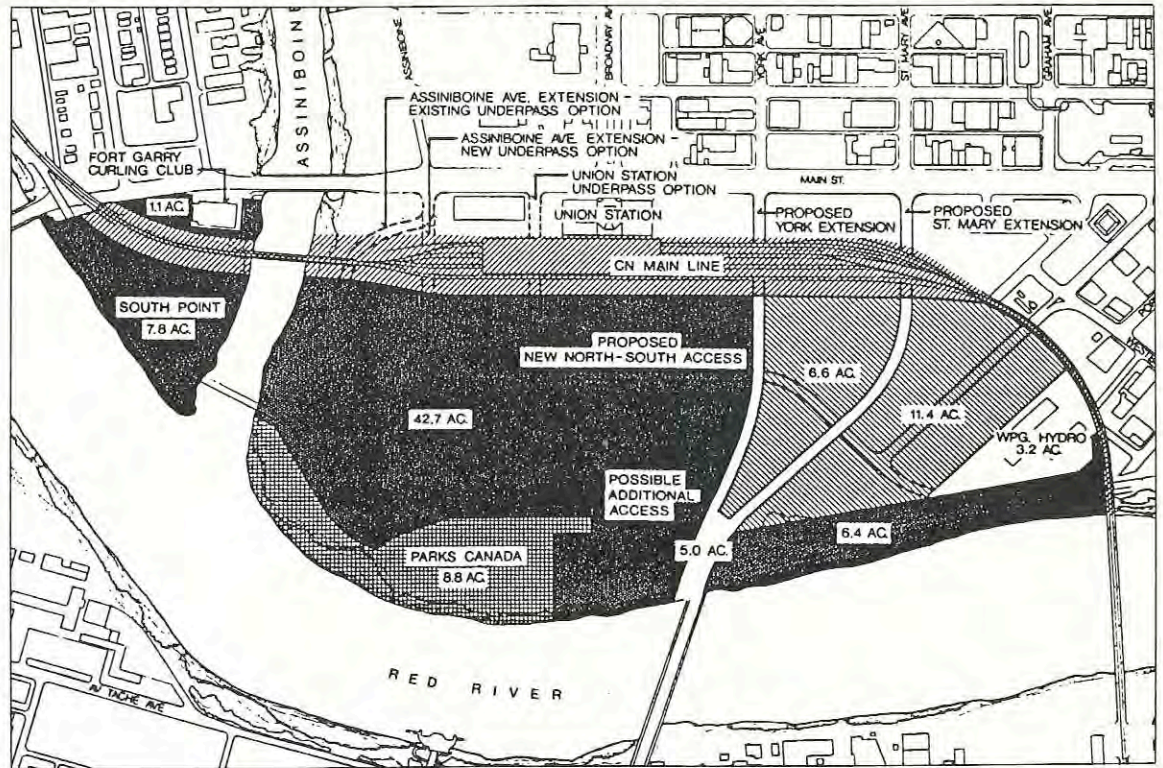 ASSINIBOINE
ASSINIBOINE
BROADWAY AV
YORK AVE
ST. MARY AVE
GRAHAM AVE
ASSINIBOINE AVE. EXTENSION
EXISTING UNDERPASS OPTION
ASSINIBOINE AVE. EXTENSION
NEW UNDERPASS OPTION
FORT GARRY
CURLING CLUB
UNION STATION
UNDERPASS OPTION
MAIN ST.
1.1 AC.
UNION STATION
PROPOSED
YORK EXTENSION
PROPOSED
ST. MARY EXTENSION
CN MAIN LINE
SOUTH POINT
7.8 AC.
PROPOSED
NEW NORTH-SOUTH ACCESS
6.6 AC.
42.7 AC.
11.4 AC.
WPG. HYDRO
3.2 AC.
POSSIBLE
ADDITIONAL
ACCESS
6.4 AC.
5.0 AC.
PARKS CANADA
8.8 AC.
RED RIVER
AV TACHE AVE